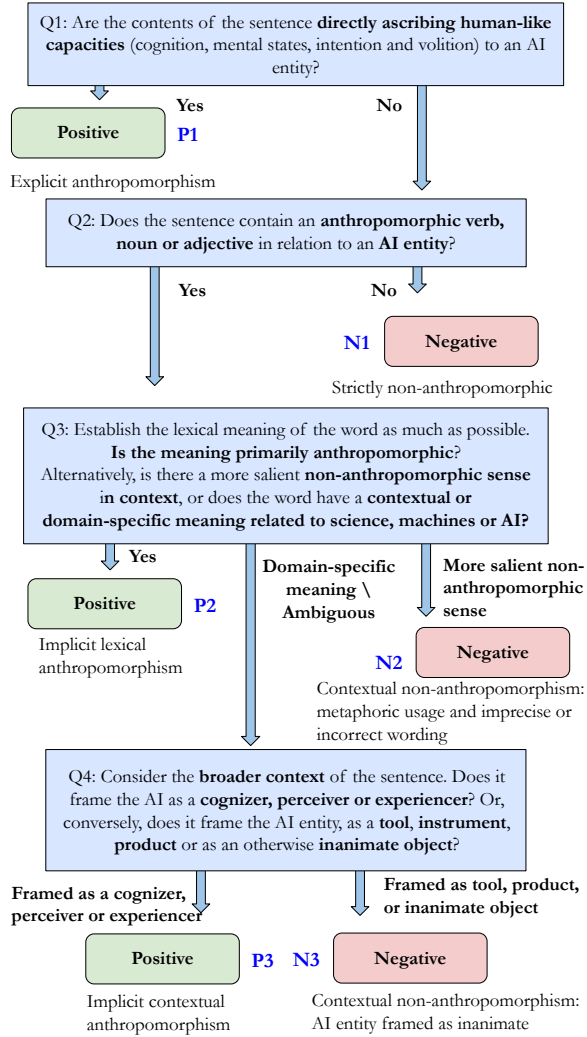 Q1: Are the contents of the sentence directly ascribing human-like
capacities (cognition, mental states, intention and volition) to an AI
entity?
Yes
No
Positive
P1
Explicit anthropomorphism
Q2: Does the sentence contain an anthropomorphic verb,
noun or adjective in relation to an AI entity?
Yes
No
N1
Negative
Strictly non-anthropomorphic
Q3: Establish the lexical meaning of the word as much as possible.
Is the meaning primarily anthropomorphic?
Alternatively, is there a more salient non-anthropomorphic sense
in context, or does the word have a contextual or
domain-specific meaning related to science, machines or AI?
Yes
Domain-specific
meaning \
Ambiguous
More salient non-
anthropomorphic
sense
Positive
P2
Implicit lexical
anthropomorphism
N2
Negative
Contextual non-anthropomorphism:
metaphoric usage and imprecise or
incorrect wording
Q4: Consider the broader context of the sentence. Does it
frame the AI as a cognizer, perceiver or experiencer? Or,
conversely, does it frame the AI entity, as a tool, instrument,
product or as an otherwise inanimate object?
Framed as a cognizer,
perceiver or experiencer
Framed as tool, product,
or inanimate object
Positive
P3
N3
Negative
Implicit contextual
anthropomorphism
Contextual non-anthropomorphism:
AI entity framed as inanimate